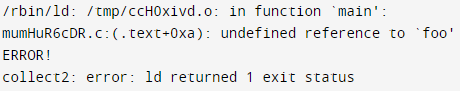 /rbin/ld: /tmp/ccHOxivd.o: in function `main':
mumHuR6cDR.c:(.text+0xa): undefined reference to `foo'
ERROR!
collect2: error: ld returned 1 exit status